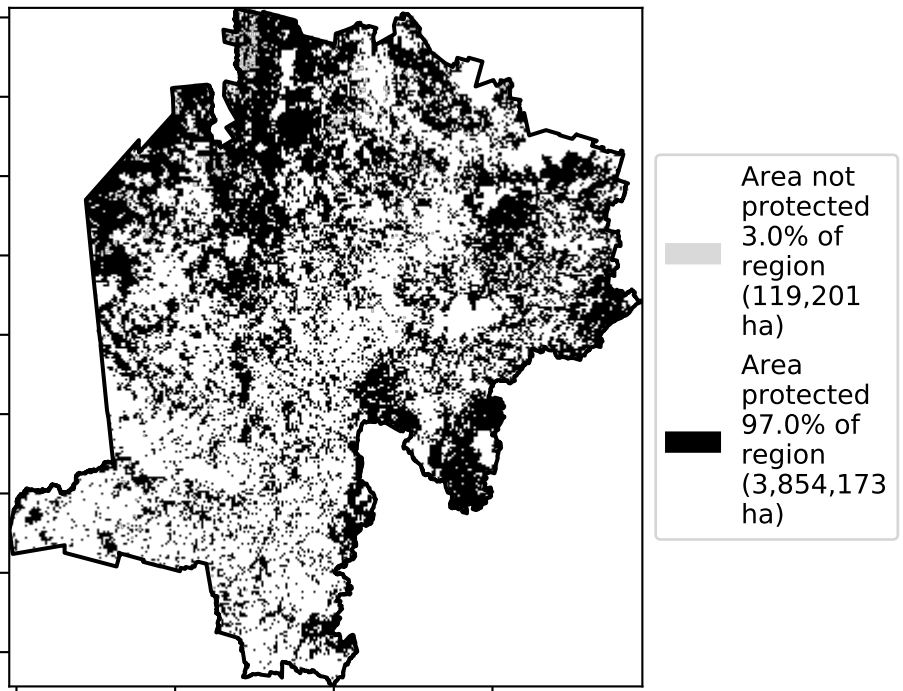 Area not
protected
3.0% of
region
(119,201
ha)
Area
protected
97.0% of
region
(3,854,173
ha)